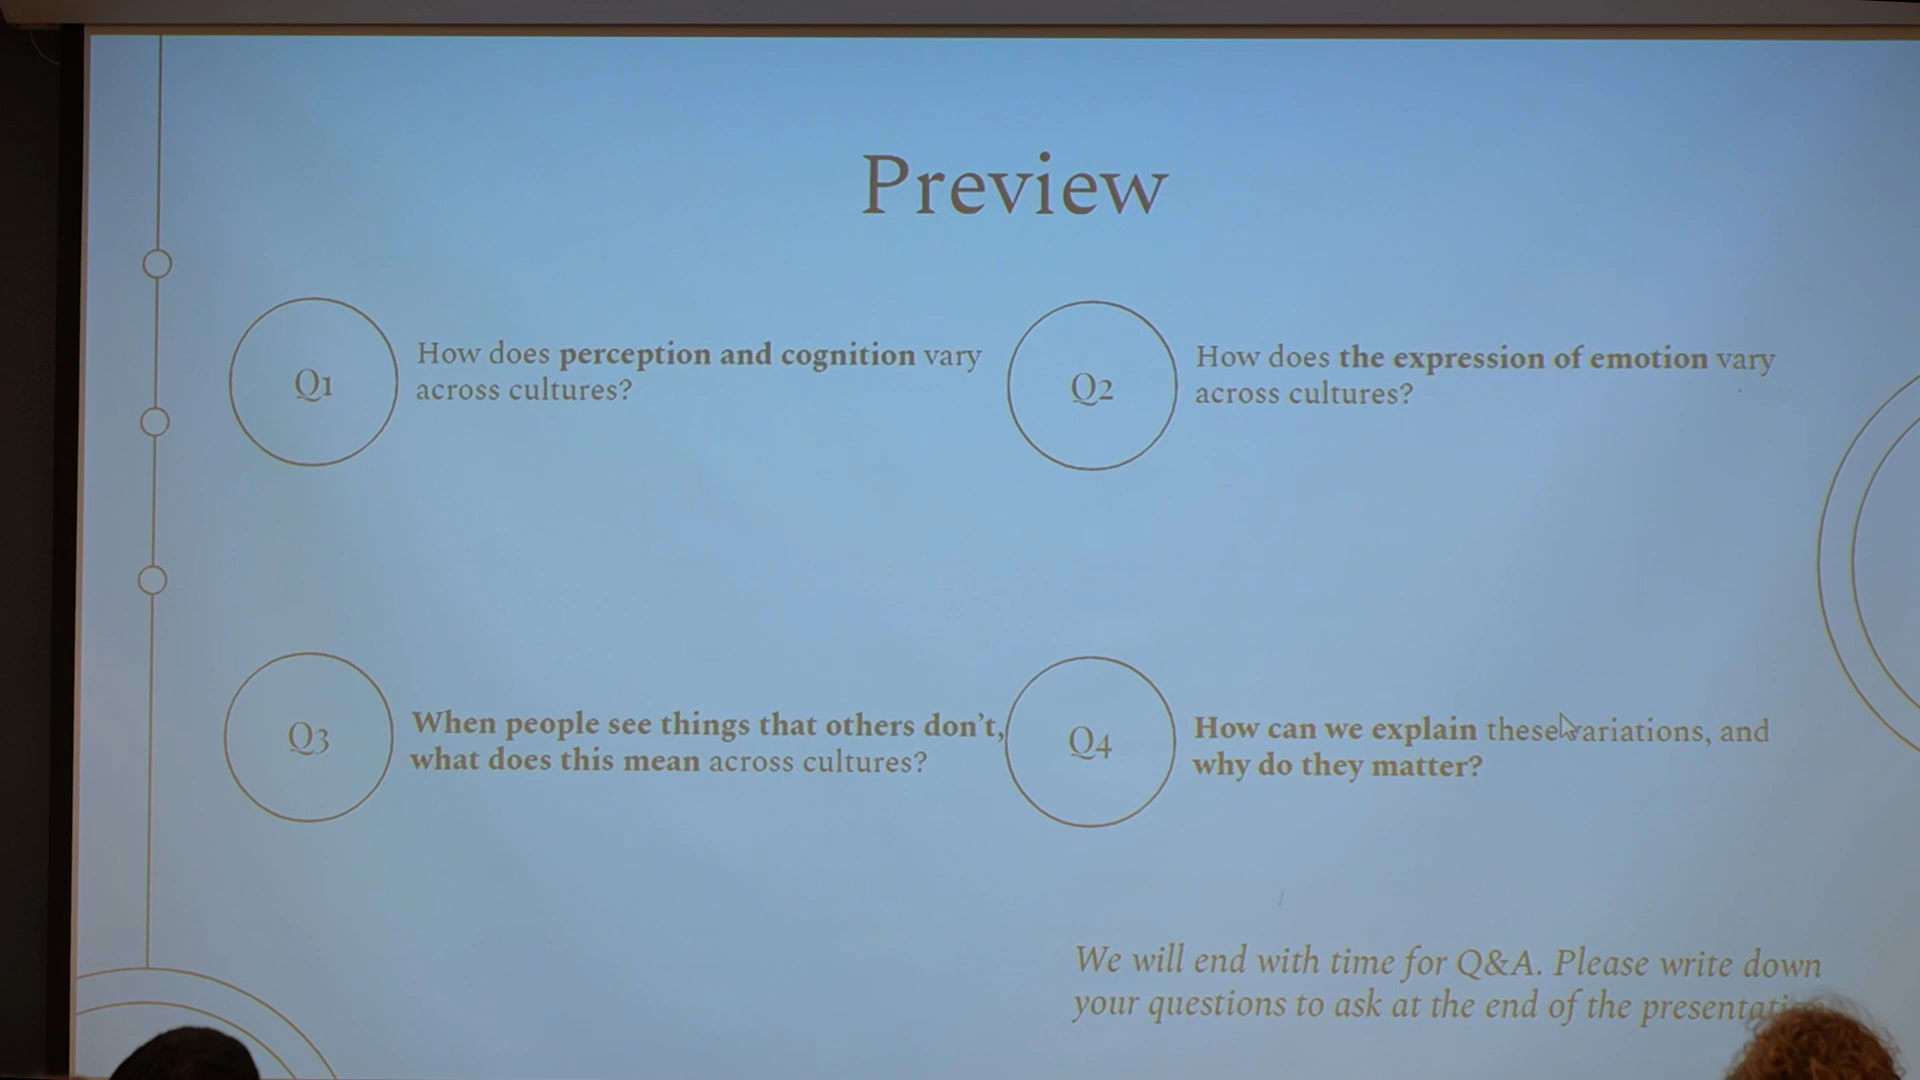 Preview
Q1
How does perception and cognition vary
across cultures?
Q2
How does the expression of emotion vary
across cultures?
Q3
When people see things that others don't,
what does this mean across cultures?
Q4
How can we explain these variations, and
why do they matter?
We will end with time for Q&A. Please write down
your questions to ask at the end of the